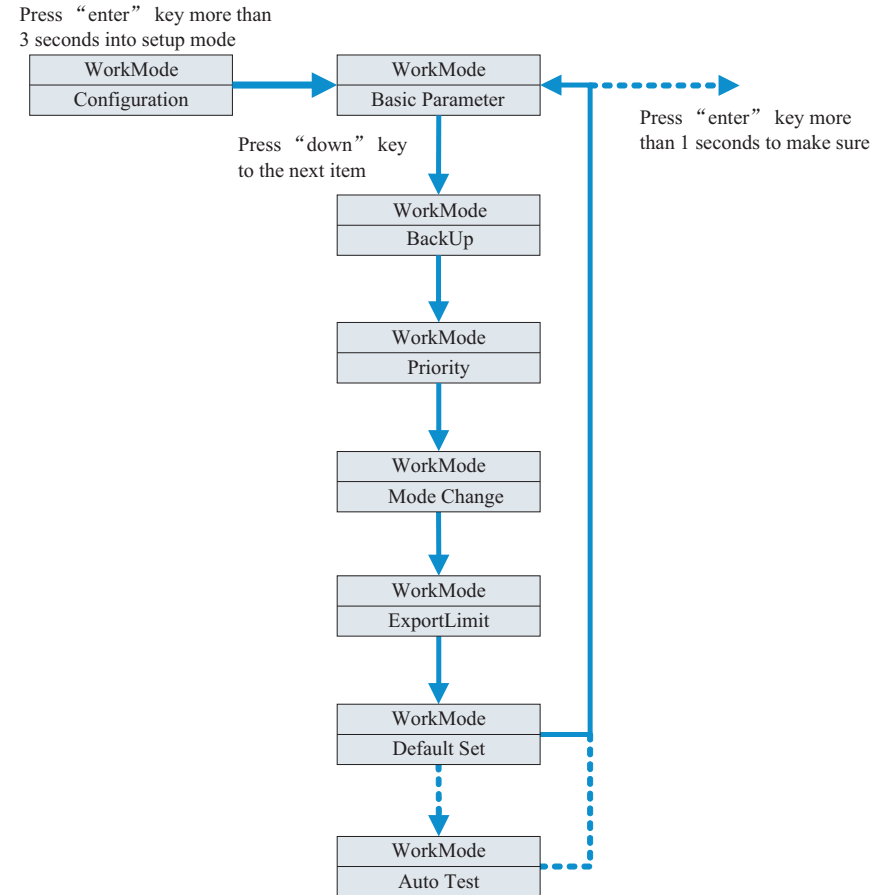 Press “enter” key more than
3 seconds into setup mode
WorkMode
Configuration
WorkMode
Basic Parameter
Press “enter” key more
than 1 seconds to make sure
Press “down” key
to the next item
WorkMode
BackUp
WorkMode
Priority
WorkMode
Mode Change
WorkMode
ExportLimit
WorkMode
Default Set
WorkMode
Auto Test